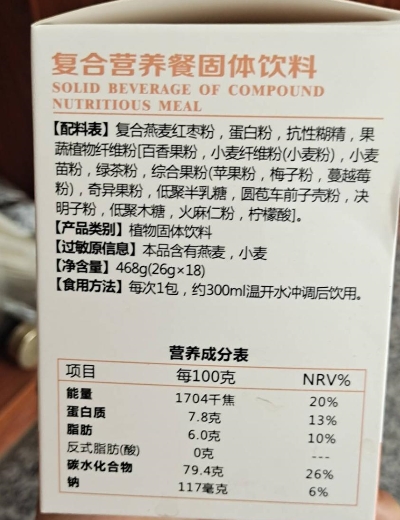 复合营养餐固体饮料
SOLID BEVERAGE OF COMPOUND
NUTRITIOUS MEAL
【配料表】复合燕麦红枣粉，蛋白粉，抗性糊精，果
蔬植物纤维粉[百香果粉，小麦纤维粉(小麦粉)，小麦
苗粉，绿茶粉，综合果粉(苹果粉，梅子粉，蔓越莓
粉)，奇异果粉，低聚半乳糖，圆苞车前子壳粉，决
明子粉，低聚木糖，火麻仁粉，柠檬酸]。
【产品类别】植物固体饮料
【过敏原信息】本品含有燕麦，小麦
【净含量】468g(26g×18)
【食用方法】每次1包，约300ml温开水冲调后饮用。
营养成分表
项目 每100克 NRV%
能量 1704千焦 20%
蛋白质 7.8克 13%
脂肪 6.0克 10%
反式脂肪(酸) 0克 ---
碳水化合物 79.4克 26%
钠 117毫克 6%